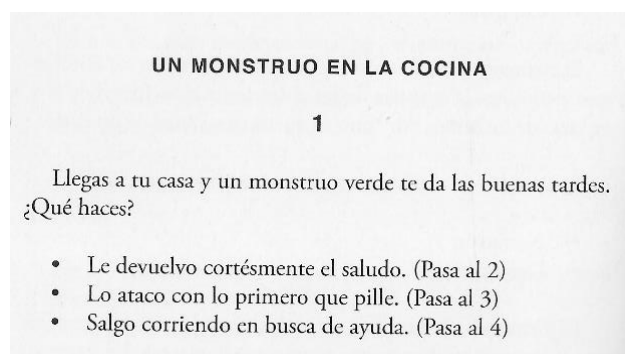 UN MONSTRUO EN LA COCINA
1
Llegas a tu casa y un monstruo verde te da las buenas tardes.
¿Qué haces?
• Le devuelvo cortésmente el saludo. (Pasa al 2)
• Lo ataco con lo primero que pille. (Pasa al 3)
• Salgo corriendo en busca de ayuda. (Pasa al 4)